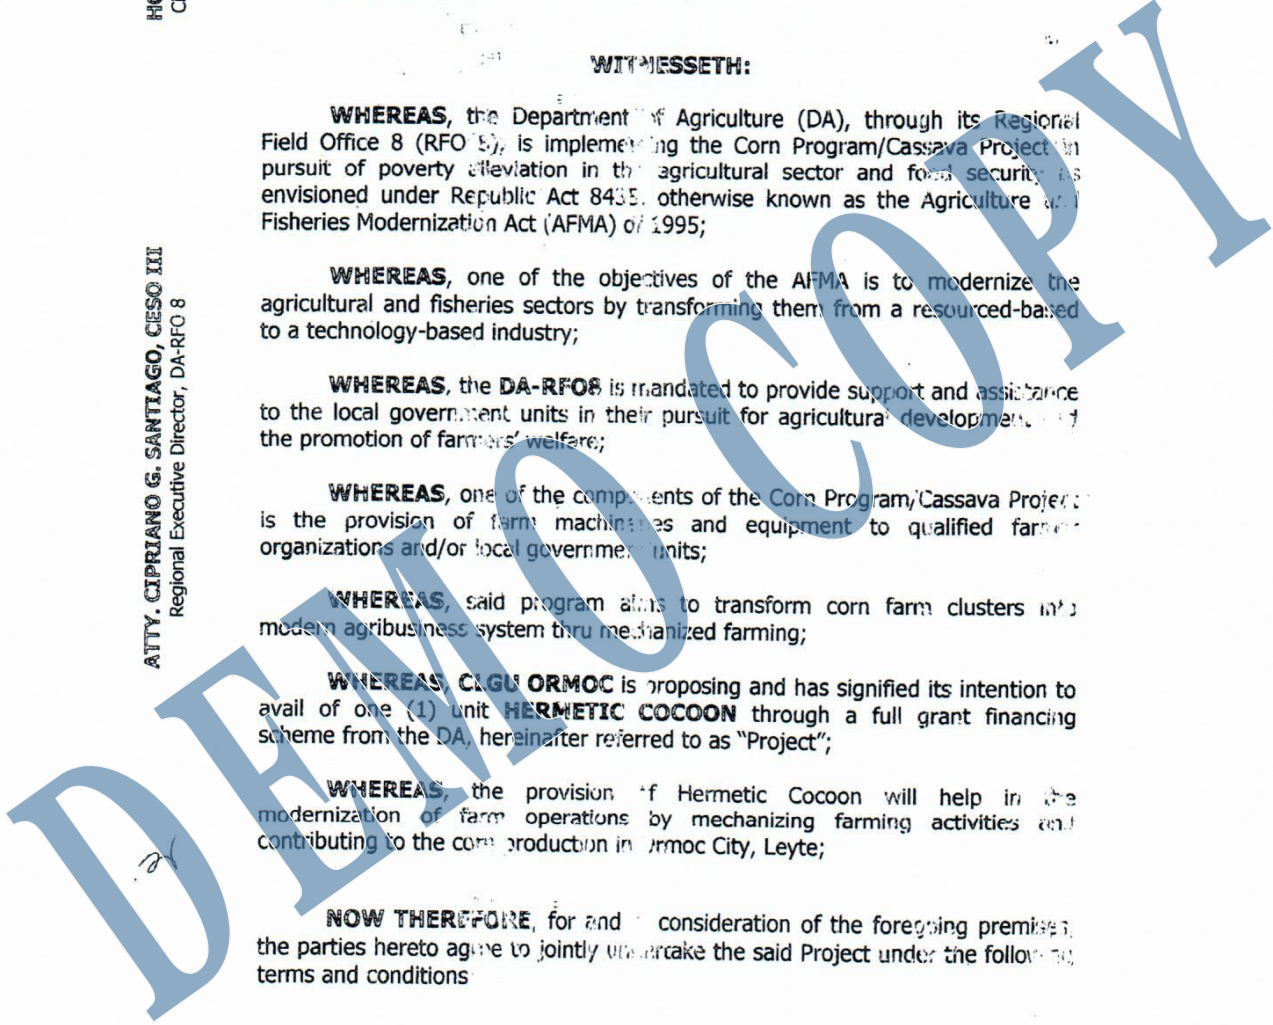 WITNESSETH:
WHEREAS, the Department of Agriculture (DA), through its Regional
Field Office 8 (RFO 8), is implementing the Corn Program/Cassava Project in
pursuit of poverty alleviation in the agricultural sector and food security as
envisioned under Republic Act 8435. otherwise known as the Agriculture and
Fisheries Modernization Act (AFMA) of 1995;
WHEREAS, one of the objectives of the AFMA is to modernize the
agricultural and fisheries sectors by transforming them from a resourced-based
to a technology-based industry;
WHEREAS, the DA-RFO8 is mandated to provide support and assistance
to the local government units in their pursuit for agricultural development and
the promotion of farmers' welfare;
WHEREAS, one of the components of the Corn Program/Cassava Project
is the provision of farm machineries and equipment to qualified farmer
organizations and/or local government units;
WHEREAS, said program aims to transform corn farm clusters into
modern agribusiness system thru mechanized farming;
WHEREAS, CLGU ORMOC is proposing and has signified its intention to
avail of one (1) unit HERMETIC COCOON through a full grant financing
scheme from the DA, hereinafter referred to as "Project";
WHEREAS, the provision of Hermetic Cocoon will help in the
modernization of farm operations by mechanizing farming activities and
contributing to the corn production in Ormoc City, Leyte;
NOW THEREFORE, for and consideration of the foregoing premises,
the parties hereto agree to jointly undertake the said Project under the following
terms and conditions
ATTY. CIPRIANO G. SANTIAGO, CESO III
Regional Executive Director, DA-RFO 8
DEMO COPY